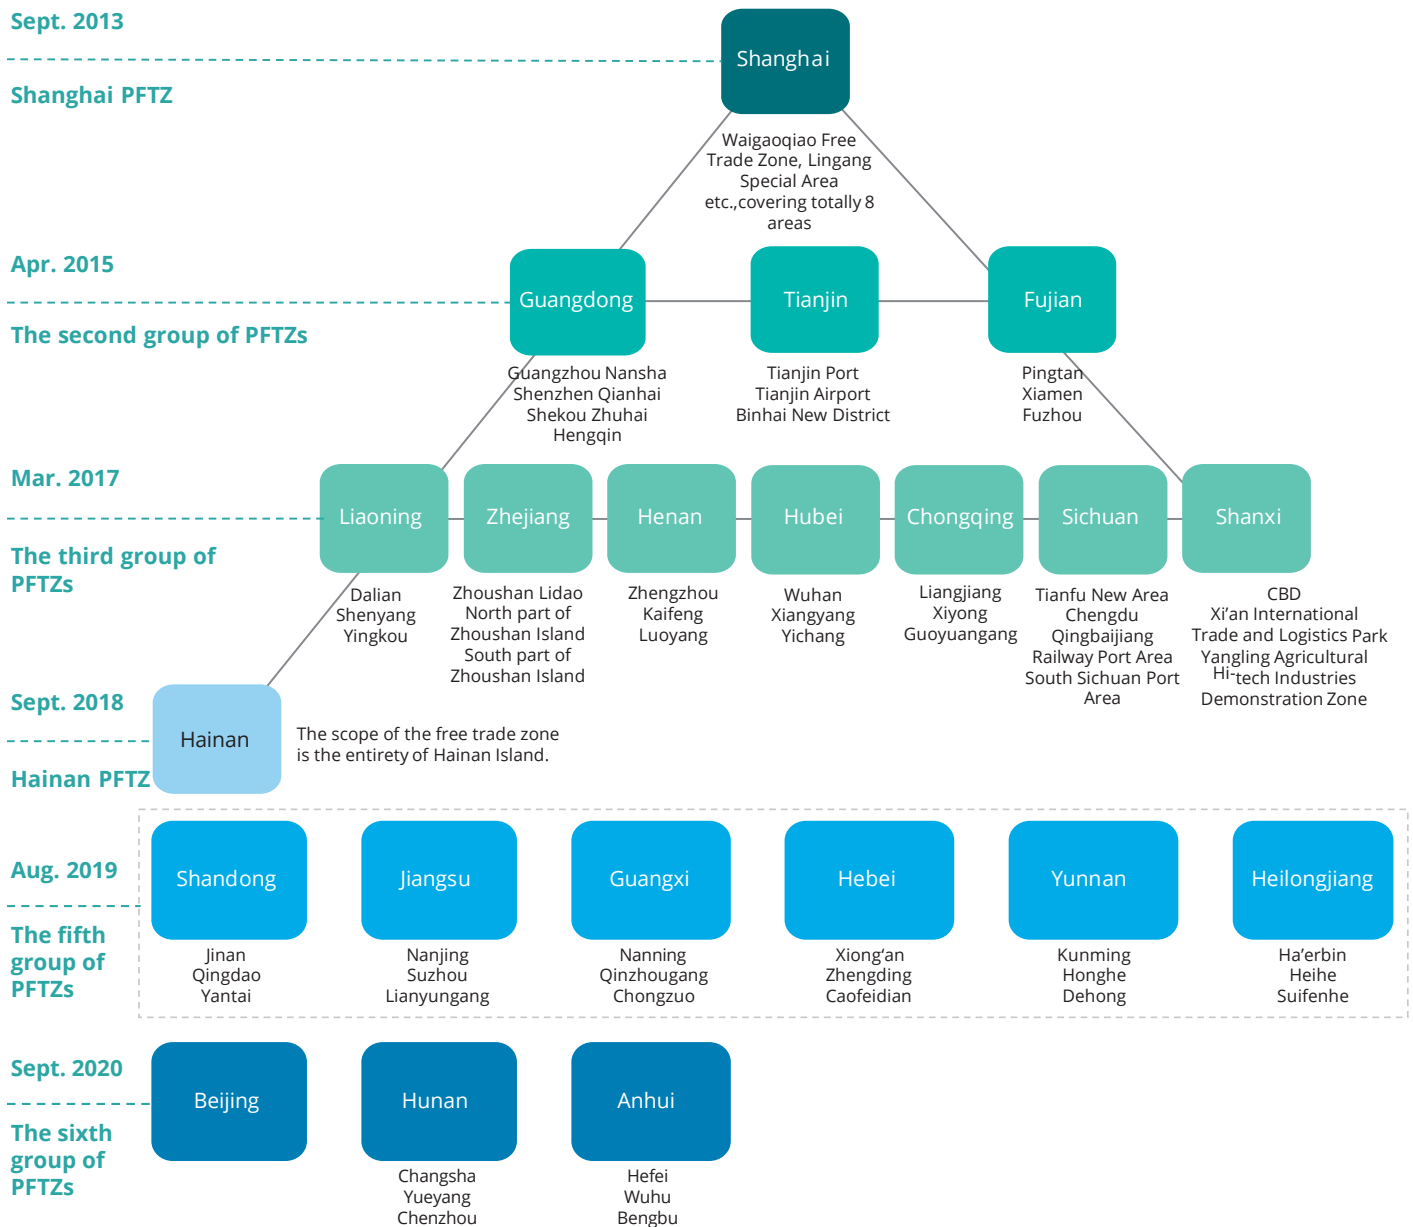 Sept. 2013
Shanghai PFTZ
Shanghai
Waigaoqiao Free
Trade Zone, Lingang
Special Area
etc.,covering totally 8
areas
Apr. 2015
The second group of PFTZs
Guangdong
Tianjin
Fujian
Guangzhou Nansha
Shenzhen Qianhai
Shekou Zhuhai
Hengqin
Tianjin Port
Tianjin Airport
Binhai New District
Pingtan
Xiamen
Fuzhou
Mar. 2017
The third group of
PFTZs
Liaoning
Zhejiang
Henan
Hubei
Chongqing
Sichuan
Shanxi
Dalian
Shenyang
Yingkou
Zhoushan Lidao
North part of
Zhoushan Island
South part of
Zhoushan Island
Zhengzhou
Kaifeng
Luoyang
Wuhan
Xiangyang
Yichang
Liangjiang
Xiyong
Guoyuangang
Tianfu New Area
Chengdu
Qingbaijiang
Railway Port Area
South Sichuan Port
Area
CBD
Xi’an International
Trade and Logistics Park
Yangling Agricultural
Hi-tech Industries
Demonstration Zone
Sept. 2018
Hainan PFTZ
Hainan
The scope of the free trade zone
is the entirety of Hainan Island.
Aug. 2019
The fifth
group of
PFTZs
Shandong
Jiangsu
Guangxi
Hebei
Yunnan
Heilongjiang
Jinan
Qingdao
Yantai
Nanjing
Suzhou
Lianyungang
Nanning
Qinzhougang
Chongzuo
Xiong‘an
Zhengding
Caofeidian
Kunming
Honghe
Dehong
Ha’erbin
Heihe
Suifenhe
Sept. 2020
The sixth
group of
PFTZs
Beijing
Hunan
Anhui
Changsha
Yueyang
Chenzhou
Hefei
Wuhu
Bengbu